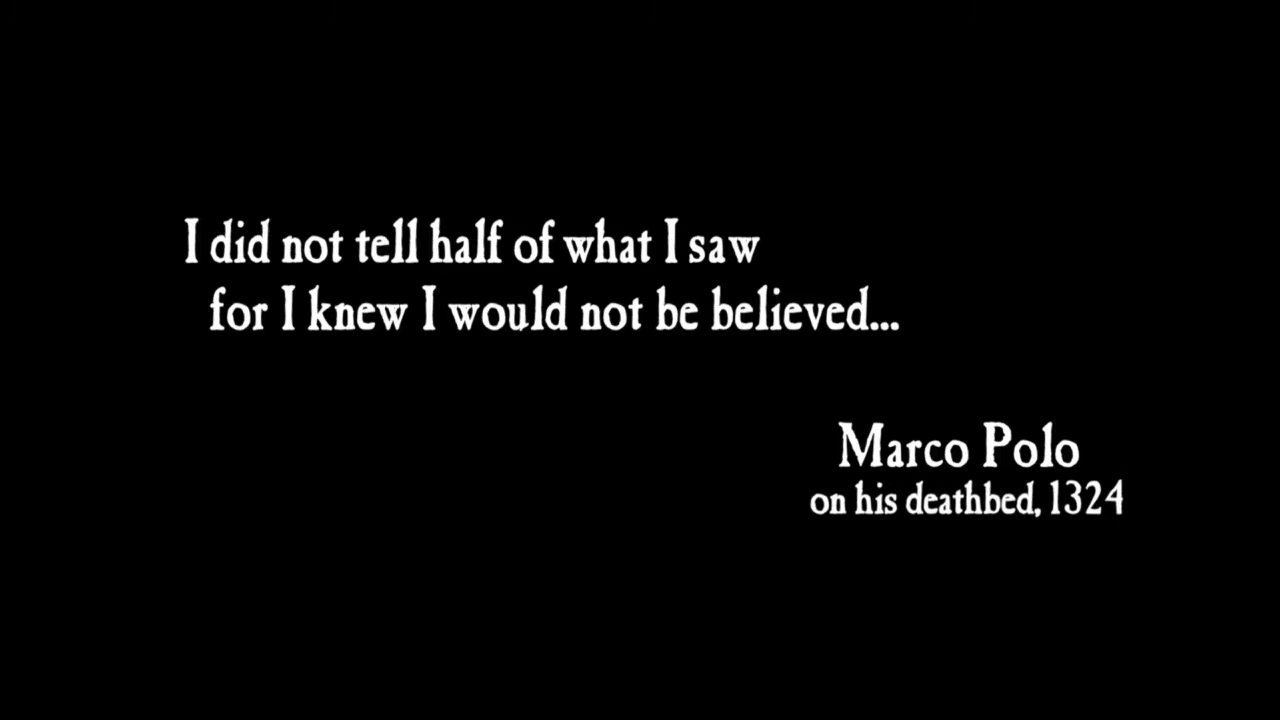 I did not tell half of what I saw
for I knew I would not be believed...
Marco Polo
on his deathbed, 1324